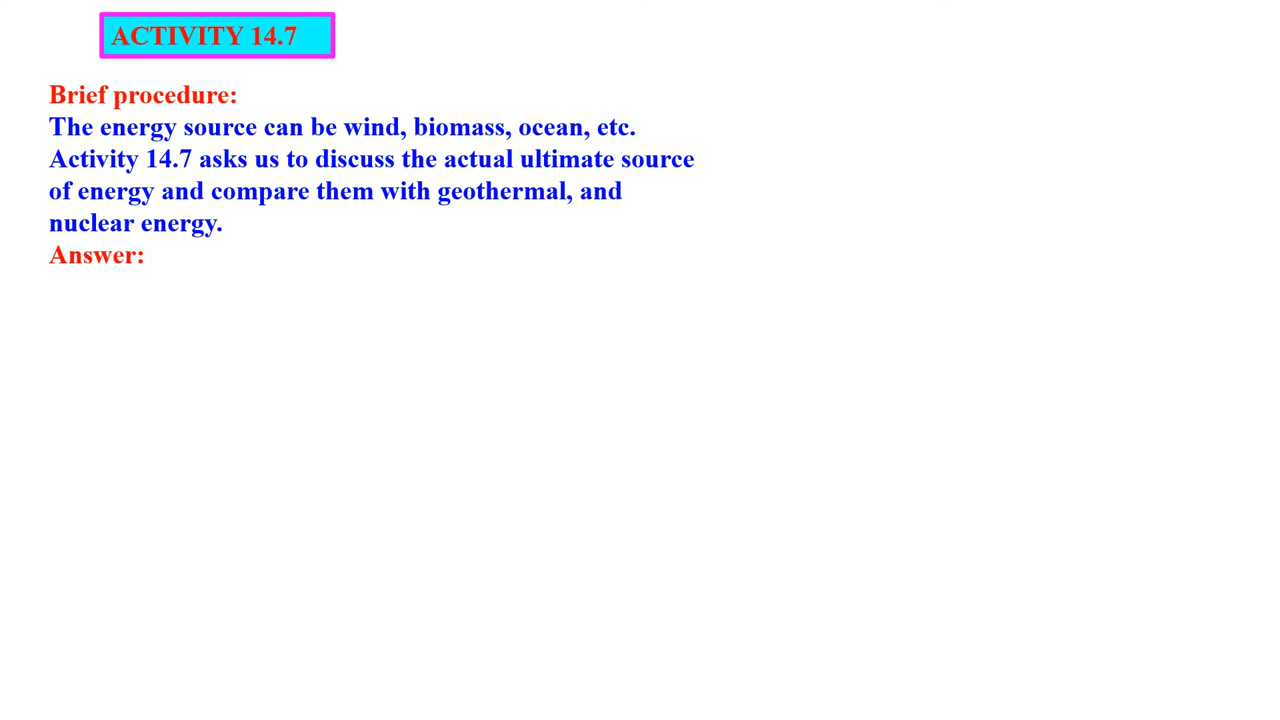 ACTIVITY 14.7
Brief procedure:
The energy source can be wind, biomass, ocean, etc.
Activity 14.7 asks us to discuss the actual ultimate source
of energy and compare them with geothermal, and
nuclear energy.
Answer: